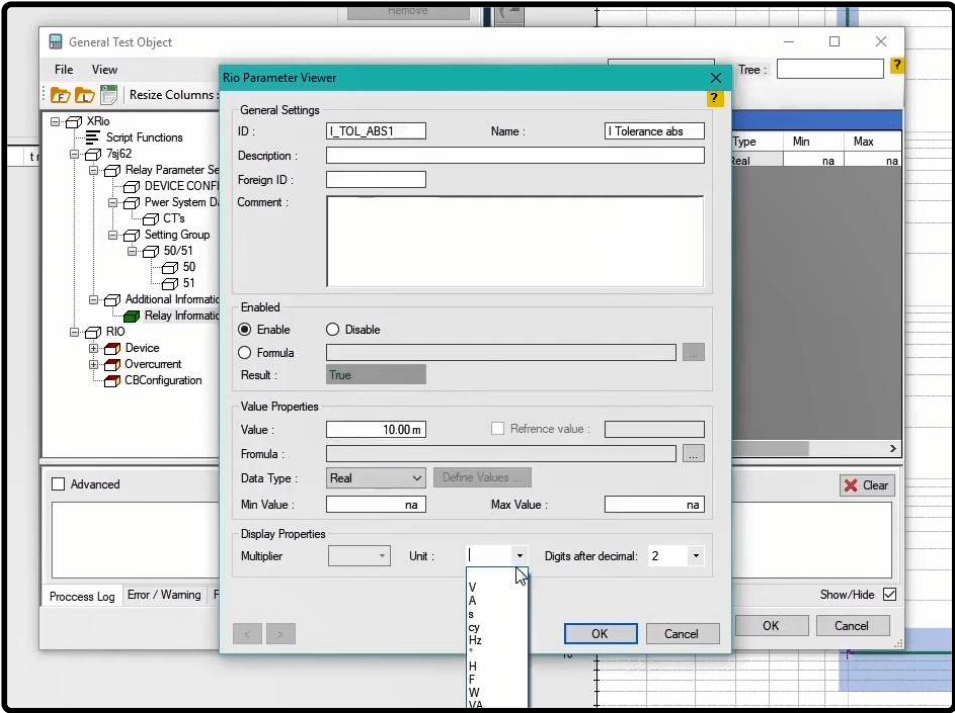 Remove
General Test Object
File View
Tree :
?
Resize Columns :
XRio
Script Functions
7sj62
Relay Parameter Se
DEVICE CONFI
Pwer System Da
CT's
Setting Group
50/51
50
51
Additional Informatio
Relay Informatio
RIO
Device
Overcurrent
CBConfiguration
Type Min Max
Real na na
Rio Parameter Viewer
?
General Settings
ID : I_TOL_ABS1 Name : I Tolerance abs
Description :
Foreign ID :
Comment :
Enabled
Enable Disable
Formula ...
Result : True
Value Properties
Value : 10.00 m Refrence value :
Fromula : ...
Data Type : Real Define Values ...
Min Value : na Max Value : na
Display Properties
Multiplier Unit : Digits after decimal: 2
V
A
s
cy
Hz
°
H
F
W
VA
< > OK Cancel
Advanced
Clear
Proccess Log Error / Warning F
Show/Hide
OK Cancel